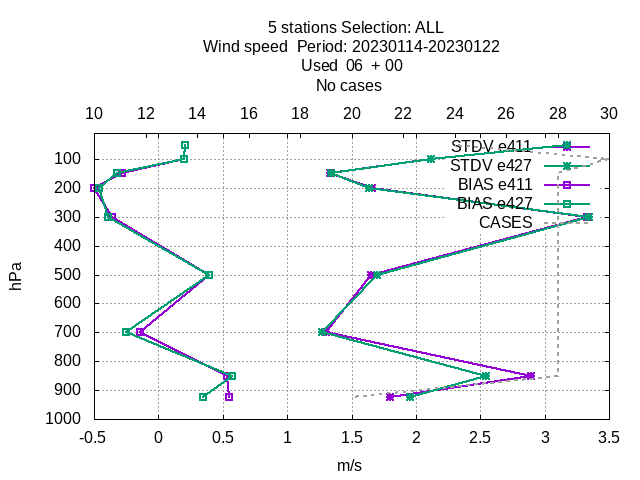 5 stations Selection: ALL
Wind speed  Period: 20230114-20230122
Used  06  + 00
No cases
10 12 14 16 18 20 22 24 26 28 30
STDV e411
STDV e427
BIAS e411
BIAS e427
CASES
100
200
300
400
500
600
700
800
900
1000
hPa
-0.5 0 0.5 1 1.5 2 2.5 3 3.5
m/s